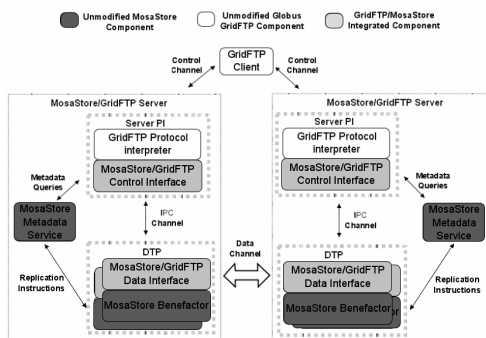 Unmodified MosaStore
Component
Unmodified Globus
GridFTP Component
GridFTP/MosaStore
Integrated Component
Control
Channel
GridFTP
Client
Control
Channel
MosaStore/GridFTP Server
Server PI
GridFTP Protocol
interpreter
MosaStore/GridFTP
Control Interface
Metadata
Queries
MosaStore
Metadata
Service
IPC
Channel
Replication
Instructions
DTP
MosaStore/GridFTP
Data Interface
MosaStore Benefactor
Data
Channel
MosaStore/GridFTP Server
Server PI
GridFTP Protocol
interpreter
MosaStore/GridFTP
Control Interface
Metadata
Queries
MosaStore
Metadata
Service
IPC
Channel
Replication
Instructions
DTP
MosaStore/GridFTP
Data Interface
MosaStore Benefactor